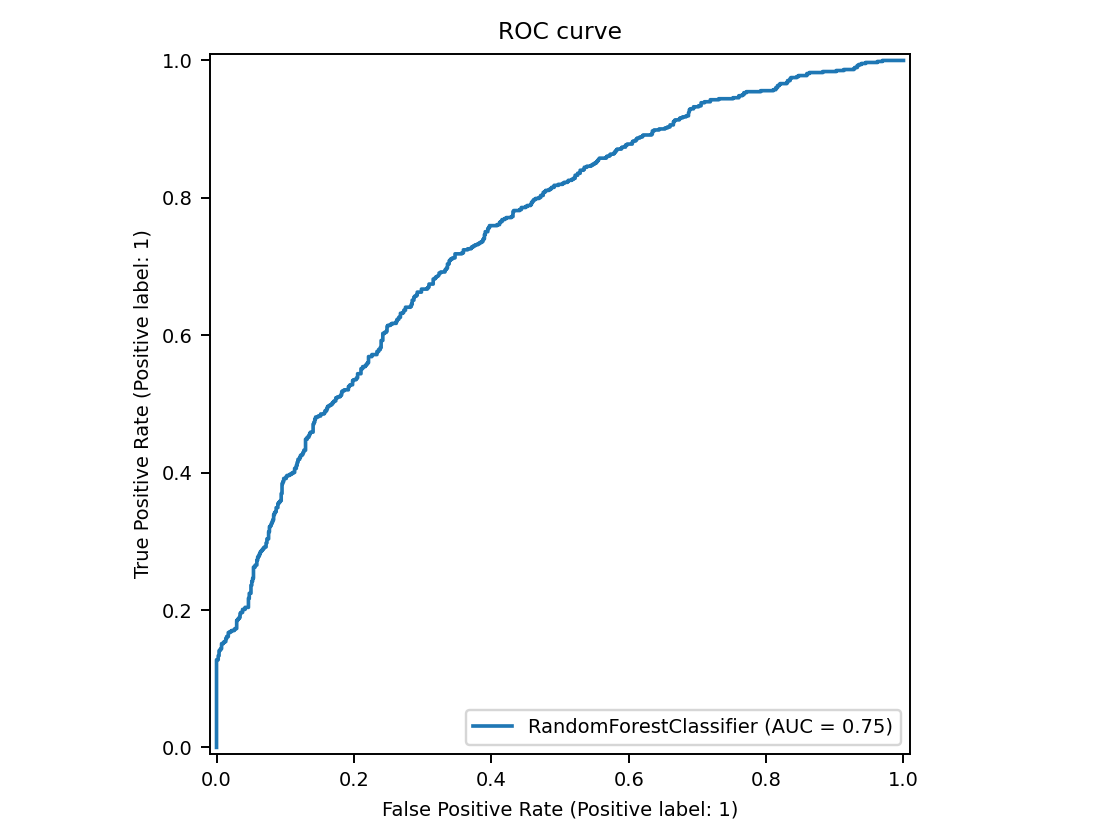 ROC curve
1.0
0.8
0.6
0.4
0.2
0.0
True Positive Rate (Positive label: 1)
RandomForestClassifier (AUC = 0.75)
0.0 0.2 0.4 0.6 0.8 1.0
False Positive Rate (Positive label: 1)